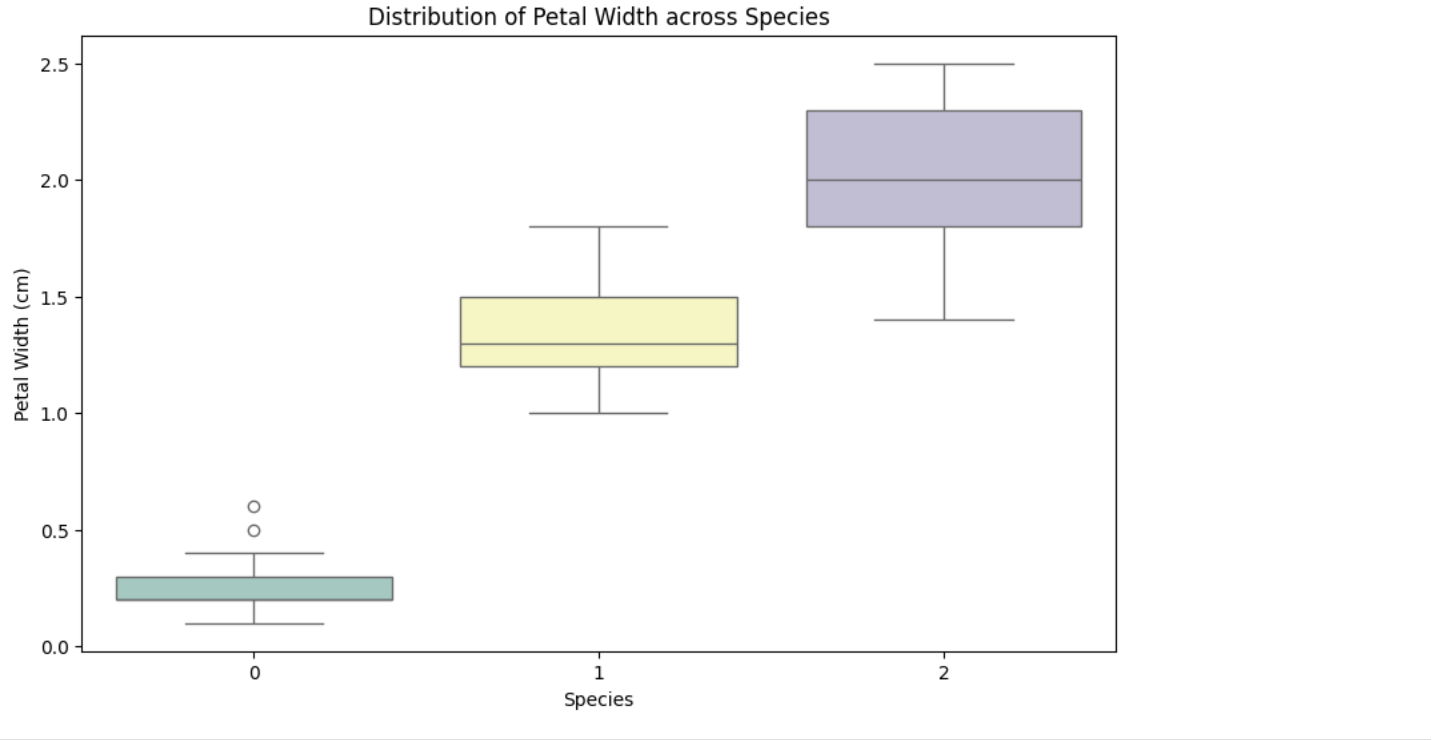 Distribution of Petal Width across Species
2.5
2.0
1.5
1.0
0.5
0.0
Petal Width (cm)
0 1 2
Species